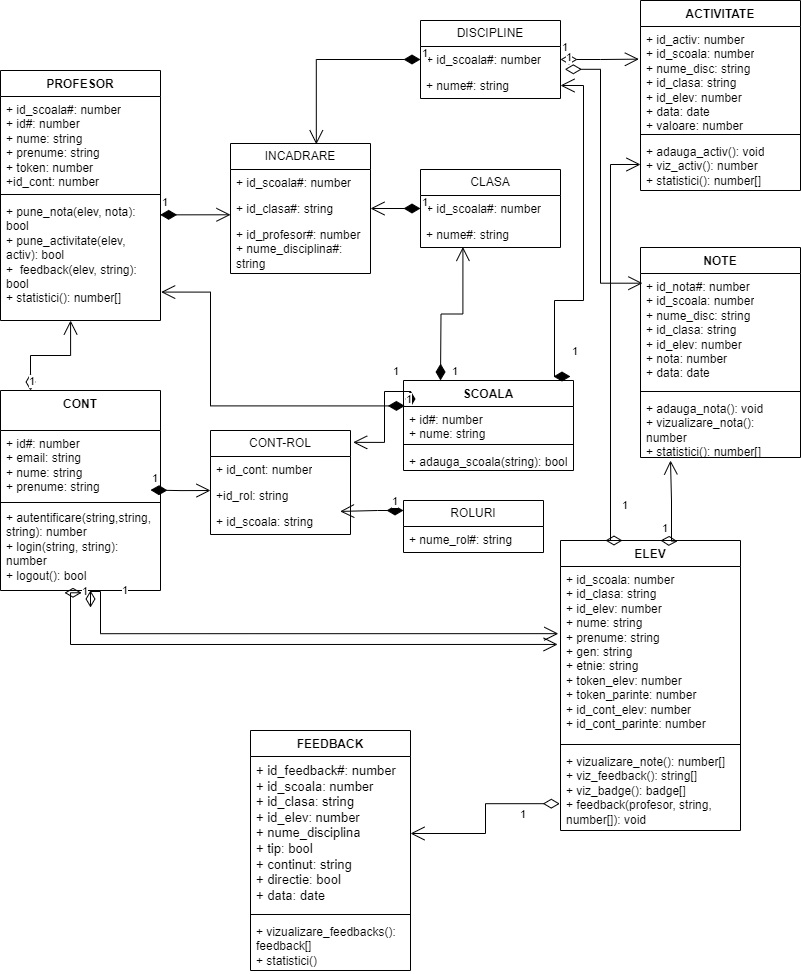 DISCIPLINE
+ id_scoala#: number
+ nume#: string
1
1
1
ACTIVITATE
+ id_activ: number
+ id_scoala: number
+ nume_disc: string
+ id_clasa: string
+ id_elev: number
+ data: date
+ valoare: number
+ adauga_activ(): void
+ viz_activ(): number
+ statistici(): number[]
PROFESOR
+ id_scoala#: number
+ id#: number
+ nume: string
+ prenume: string
+ token: number
+id_cont: number
+ pune_nota(elev, nota):
bool
+ pune_activitate(elev,
activ): bool
+ feedback(elev, string):
bool
+ statistici(): number[]
1
INCADRARE
+ id_scoala#: number
+ id_clasa#: string
+ id_profesor#: number
+ nume_disciplina#:
string
CLASA
+ id_scoala#: number
+ nume#: string
1
NOTE
+ id_nota#: number
+ id_scoala: number
+ nume_disc: string
+ id_clasa: string
+ id_elev: number
+ nota: number
+ data: date
+ adauga_nota(): void
+ vizualizare_nota():
number
+ statistici(): number[]
1
1
1
1
1
SCOALA
+ id#: number
+ nume: string
+ adauga_scoala(string): bool
CONT
+ id#: number
+ email: string
+ nume: string
+ prenume: string
+ autentificare(string,string,
string): number
+ login(string, string):
number
+ logout(): bool
1
1
1
CONT-ROL
+ id_cont: number
+id_rol: string
+ id_scoala: string
1
ROLURI
+ nume_rol#: string
1
1
ELEV
+ id_scoala: number
+ id_clasa: string
+ id_elev: number
+ nume: string
+ prenume: string
+ gen: string
+ etnie: string
+ token_elev: number
+ token_parinte: number
+ id_cont_elev: number
+ id_cont_parinte: number
+ vizualizare_note(): number[]
+ viz_feedback(): string[]
+ viz_badge(): badge[]
+ feedback(profesor, string,
number[]): void
1
FEEDBACK
+ id_feedback#: number
+ id_scoala: number
+ id_clasa: string
+ id_elev: number
+ nume_disciplina
+ tip: bool
+ continut: string
+ directie: bool
+ data: date
+ vizualizare_feedbacks():
feedback[]
+ statistici()